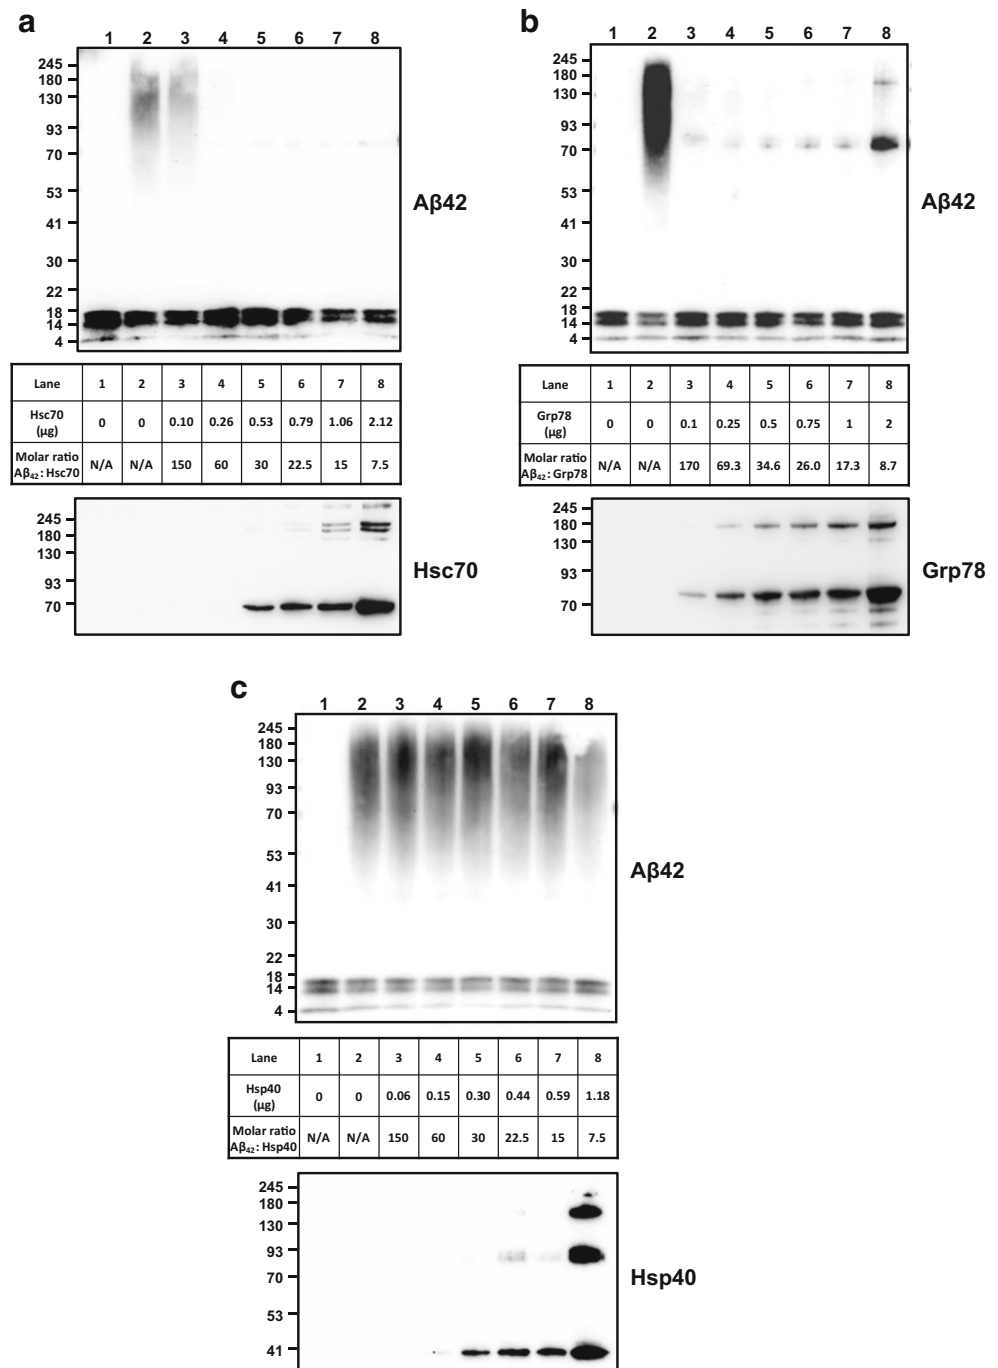 a
1 2 3 4 5 6 7 8
245
180
130
93
70
53
41
30
22
18
14
4
Aβ42
Lane 1 2 3 4 5 6 7 8
Hsc70 (µg) 0 0 0.10 0.26 0.53 0.79 1.06 2.12
Molar ratio Aβ₄₂: Hsc70 N/A N/A 150 60 30 22.5 15 7.5
245
180
130
93
70
Hsc70
b
1 2 3 4 5 6 7 8
245
180
130
93
70
53
41
30
22
18
14
4
Aβ42
Lane 1 2 3 4 5 6 7 8
Grp78 (µg) 0 0 0.1 0.25 0.5 0.75 1 2
Molar ratio Aβ₄₂: Grp78 N/A N/A 170 69.3 34.6 26.0 17.3 8.7
245
180
130
93
70
Grp78
c
1 2 3 4 5 6 7 8
245
180
130
93
70
53
41
30
22
18
14
4
Aβ42
Lane 1 2 3 4 5 6 7 8
Hsp40 (µg) 0 0 0.06 0.15 0.30 0.44 0.59 1.18
Molar ratio Aβ₄₂: Hsp40 N/A N/A 150 60 30 22.5 15 7.5
245
180
130
93
70
53
41
Hsp40